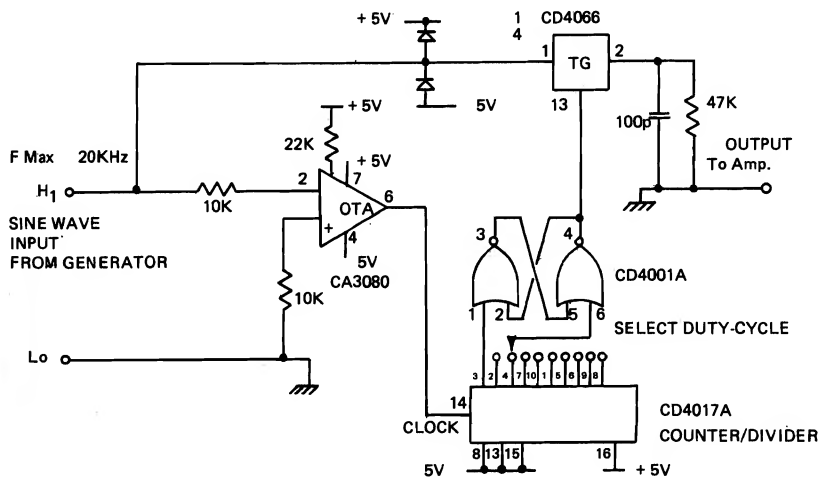 + 5V
1 CD4066
4
1 TG 2
13
5V
+ 5V
22K
+ 5V
100p
47K
OUTPUT
To Amp.
F Max 20KHz
H1
10K
2
7
OTA
6
+
4
5V
CA3080
SINE WAVE
INPUT
FROM GENERATOR
10K
Lo
3
4
CD4001A
1 2 5 6
SELECT DUTY-CYCLE
3 2 4 7 10 1 5 6 9 8
14
CLOCK
CD4017A
COUNTER/DIVIDER
8 13 15 16
5V
+ 5V